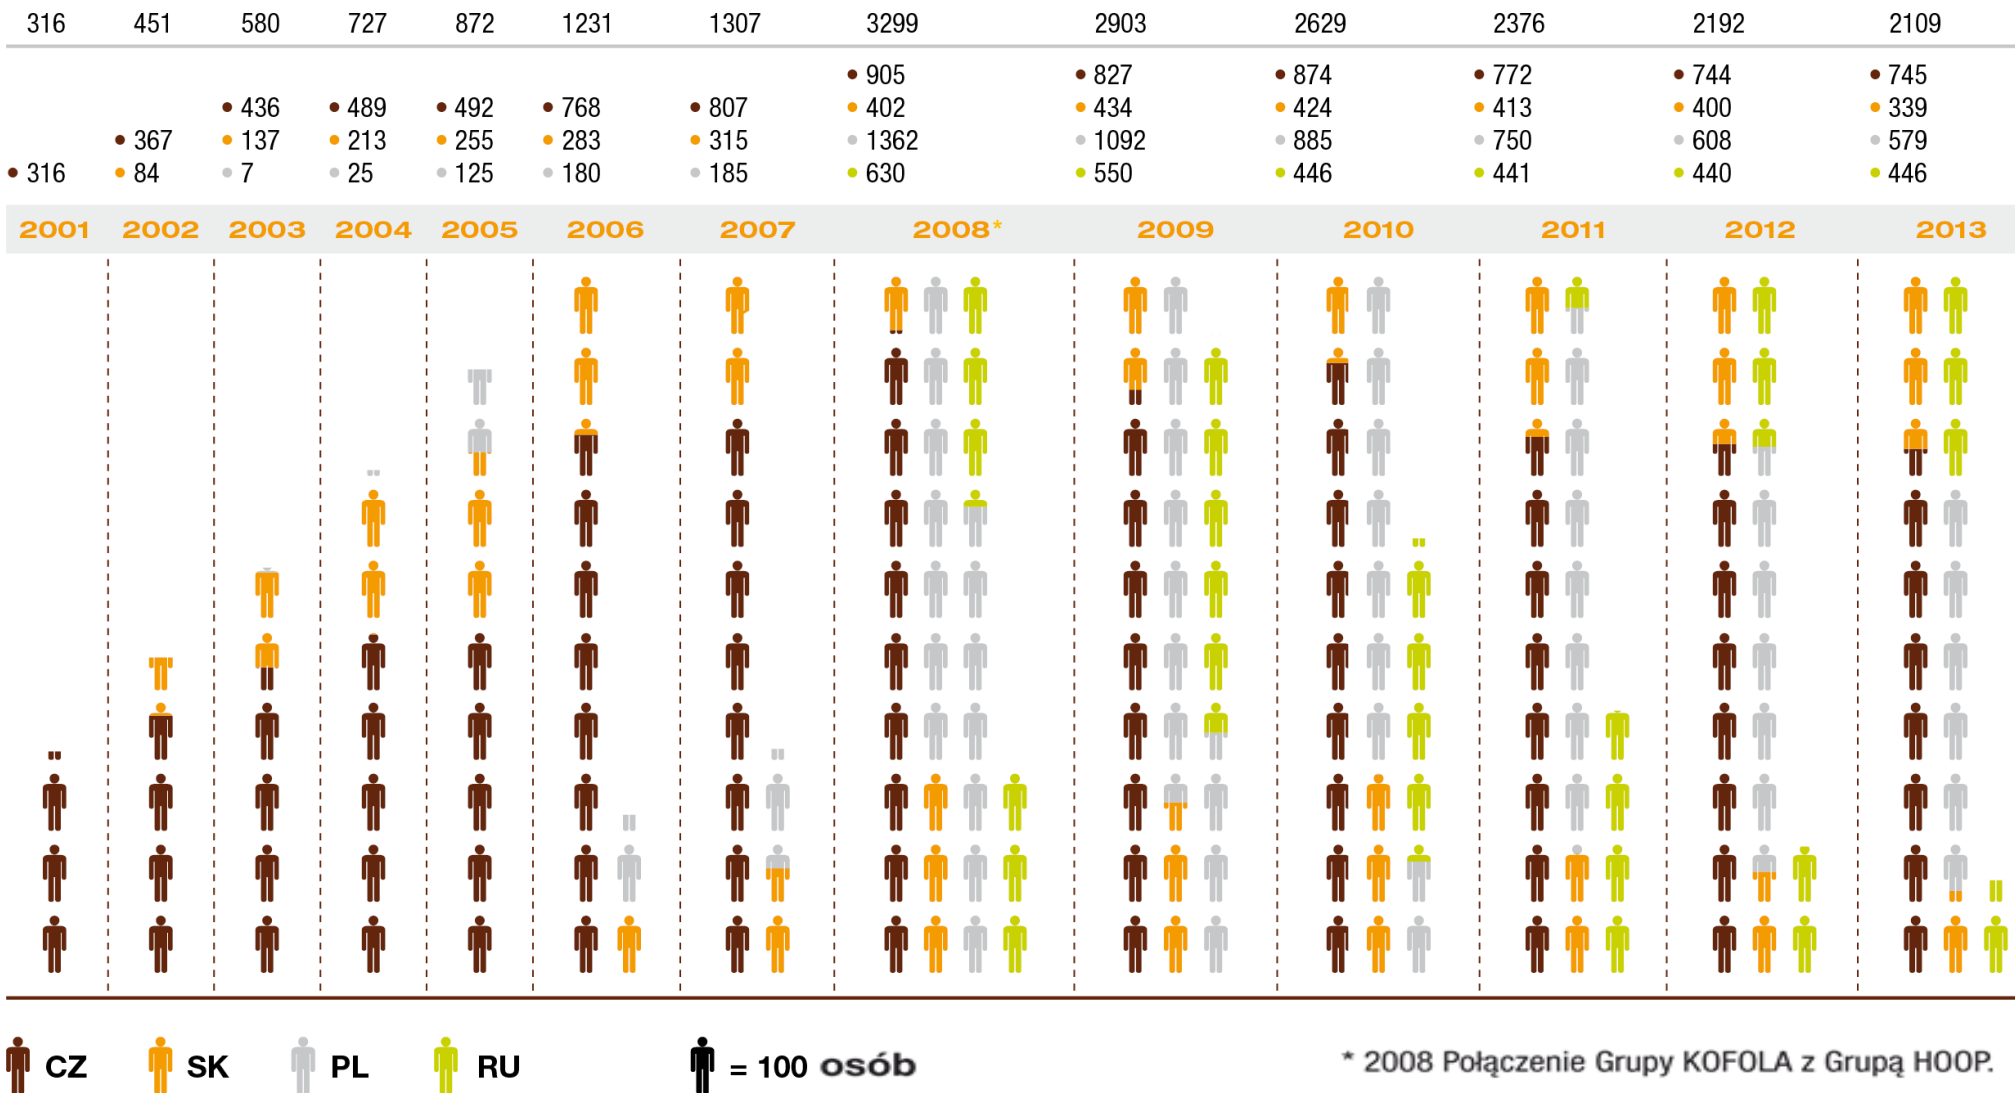 316 451 580 727 872 1231 1307 3299 2903 2629 2376 2192 2109
905 827 874 772 744 745
436 489 492 768 807 402 434 424 413 400 339
367 137 213 255 283 315 1362 1092 885 750 608 579
316 84 7 25 125 180 185 630 550 446 441 440 446
2001 2002 2003 2004 2005 2006 2007 2008* 2009 2010 2011 2012 2013
CZ SK PL RU = 100 osób * 2008 Połączenie Grupy KOFOLA z Grupą HOOP.